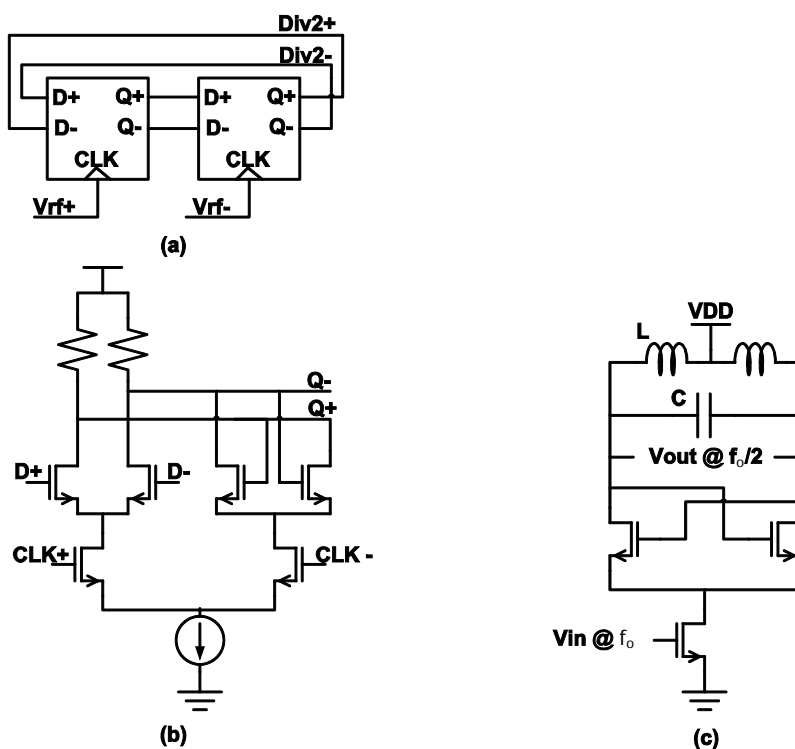 Div2+
Div2-
D+ Q+ D+ Q+
D- Q- D- Q-
CLK CLK
Vrf+ Vrf-
(a)
Q-
Q+
D+ D-
CLK+ CLK -
(b)
VDD
L
C
Vout @ fo/2
Vin @ fo
(c)